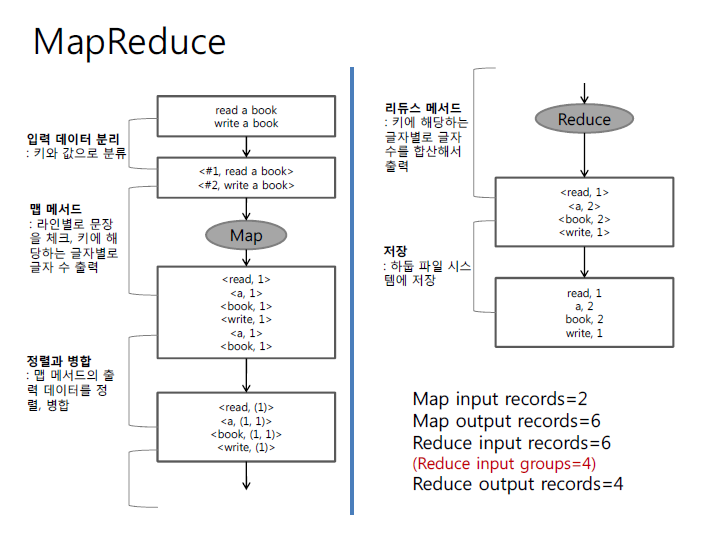 MapReduce
입력 데이터 분리
: 키와 값으로 분류
read a book
write a book
<#1, read a book>
<#2, write a book>
맵 메서드
: 라인별로 문장
을 체크, 키에 해
당하는 글자별로
글자 수 출력
Map
<read, 1>
<a, 1>
<book, 1>
<write, 1>
<a, 1>
<book, 1>
정렬과 병합
: 맵 메서드의 출
력 데이터를 정
렬, 병합
<read, (1)>
<a, (1, 1)>
<book, (1, 1)>
<write, (1)>
리듀스 메서드
: 키에 해당하는
글자별로 글자
수를 합산해서
출력
Reduce
<read, 1>
<a, 2>
<book, 2>
<write, 1>
저장
: 하둡 파일 시스
템에 저장
read, 1
a, 2
book, 2
write, 1
Map input records=2
Map output records=6
Reduce input records=6
(Reduce input groups=4)
Reduce output records=4